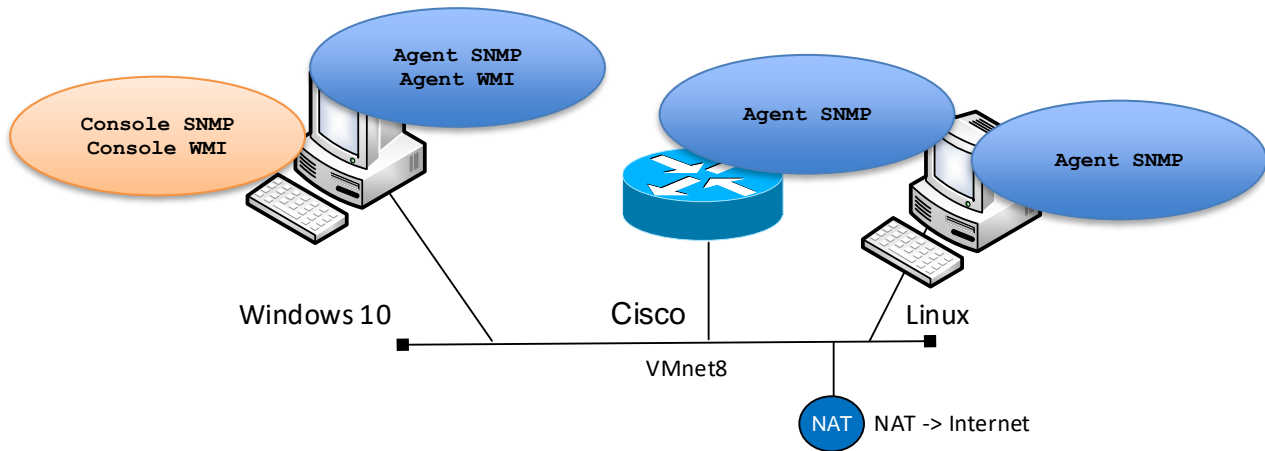 Agent SNMP
Agent WMI
Console SNMP
Console WMI
Agent SNMP
Agent SNMP
Windows 10
Cisco
Linux
VMnet8
NAT
NAT -> Internet